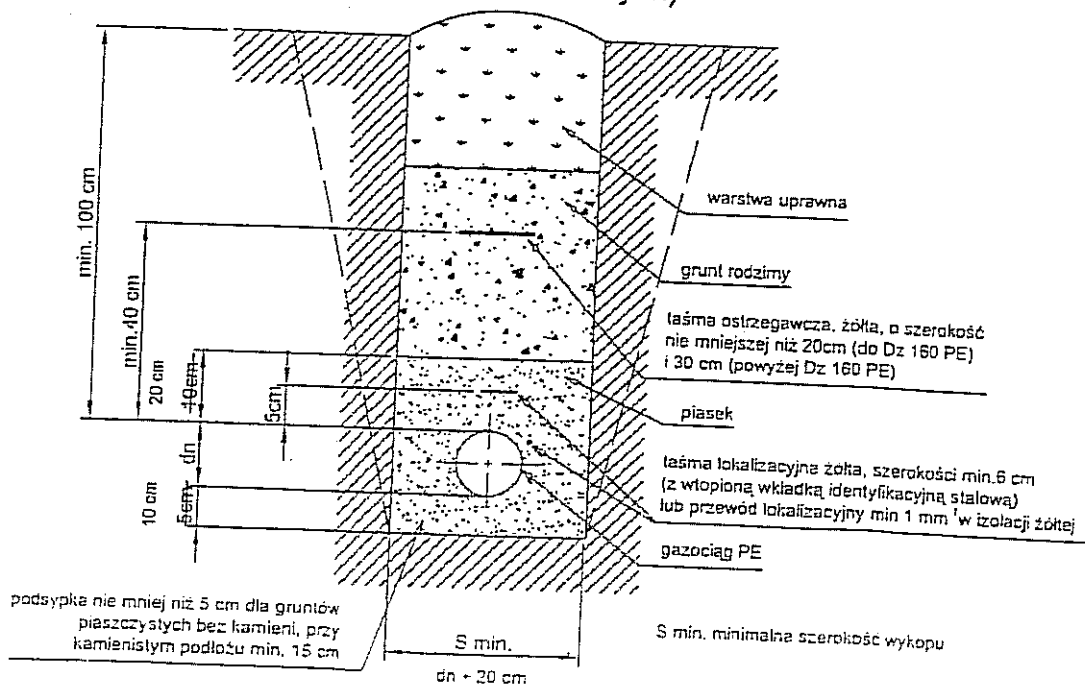 min. 100 cm
min.40 cm
20 cm
10cm
5cm
dn
10 cm
5cm
warstwa uprawna
grunt rodzimy
taśma ostrzegawcza, żółta, o szerokość
nie mniejszej niż 20cm (do Dz 160 PE)
i 30 cm (powyżej Dz 160 PE)
piasek
taśma lokalizacyjna żółta, szerokości min.6 cm
(z wtopioną wkładką identyfikacyjną stalową)
lub przewód lokalizacyjny min 1 mm w izolacji żółtej
gazociąg PE
podsypka nie mniej niż 5 cm dla gruntów
piaszczystych bez kamieni, przy
kamienistym podłożu min. 15 cm
S min.
dn + 20 cm
S min. minimalna szerokość wykopu